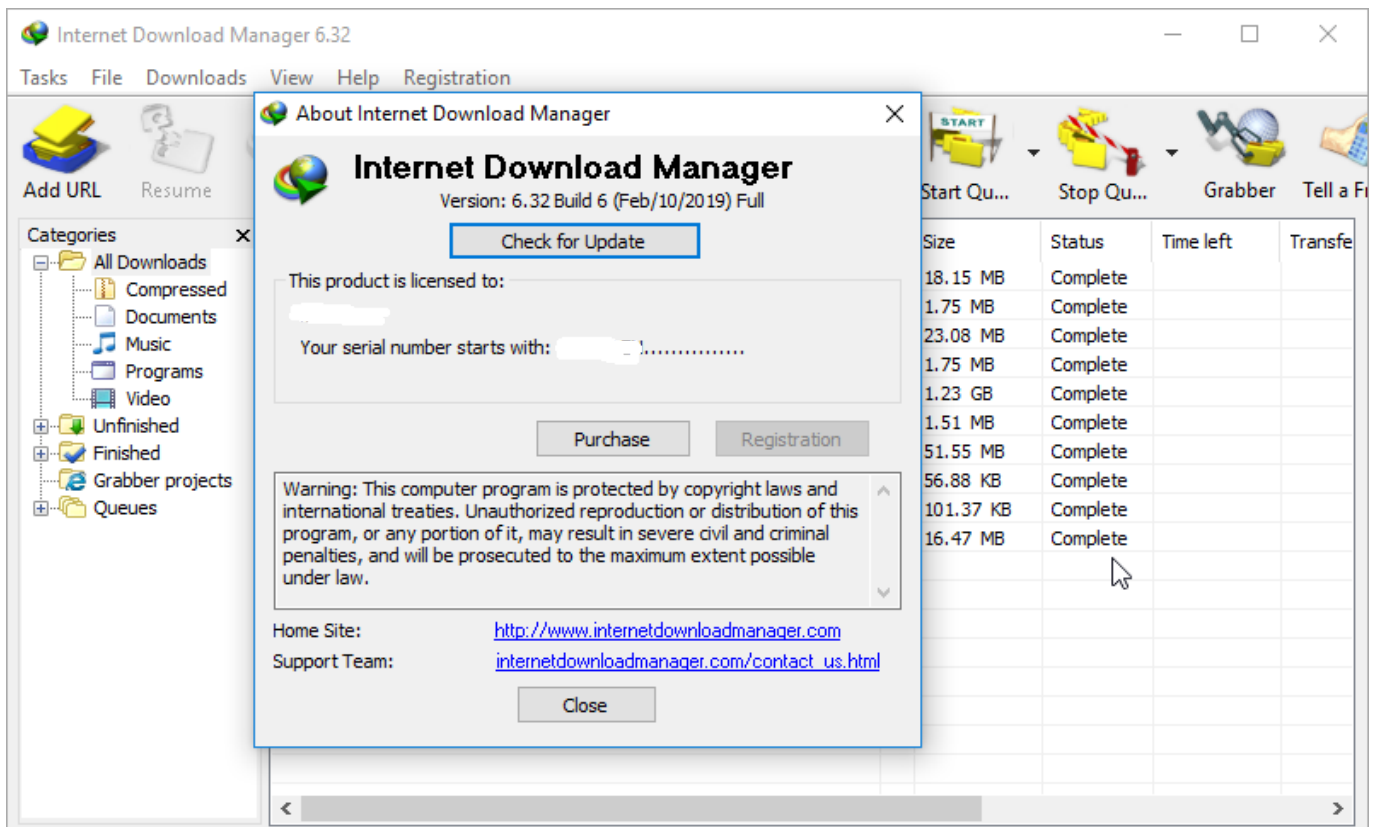 Internet Download Manager 6.32
Tasks File Downloads View Help Registration
Add URL
Resume
Start Qu...
Stop Qu...
Grabber
Tell a Fr
START
Categories
All Downloads
Compressed
Documents
Music
Programs
Video
Unfinished
Finished
Grabber projects
Queues
About Internet Download Manager
Internet Download Manager
Version: 6.32 Build 6 (Feb/10/2019) Full
Check for Update
This product is licensed to:
Your serial number starts with: ...............
Purchase
Registration
Warning: This computer program is protected by copyright laws and
international treaties. Unauthorized reproduction or distribution of this
program, or any portion of it, may result in severe civil and criminal
penalties, and will be prosecuted to the maximum extent possible
under law.
Home Site: http://www.internetdownloadmanager.com
Support Team: internetdownloadmanager.com/contact_us.html
Close
Size Status Time left Transfe
18.15 MB Complete
1.75 MB Complete
23.08 MB Complete
1.75 MB Complete
1.23 GB Complete
1.51 MB Complete
51.55 MB Complete
56.88 KB Complete
101.37 KB Complete
16.47 MB Complete